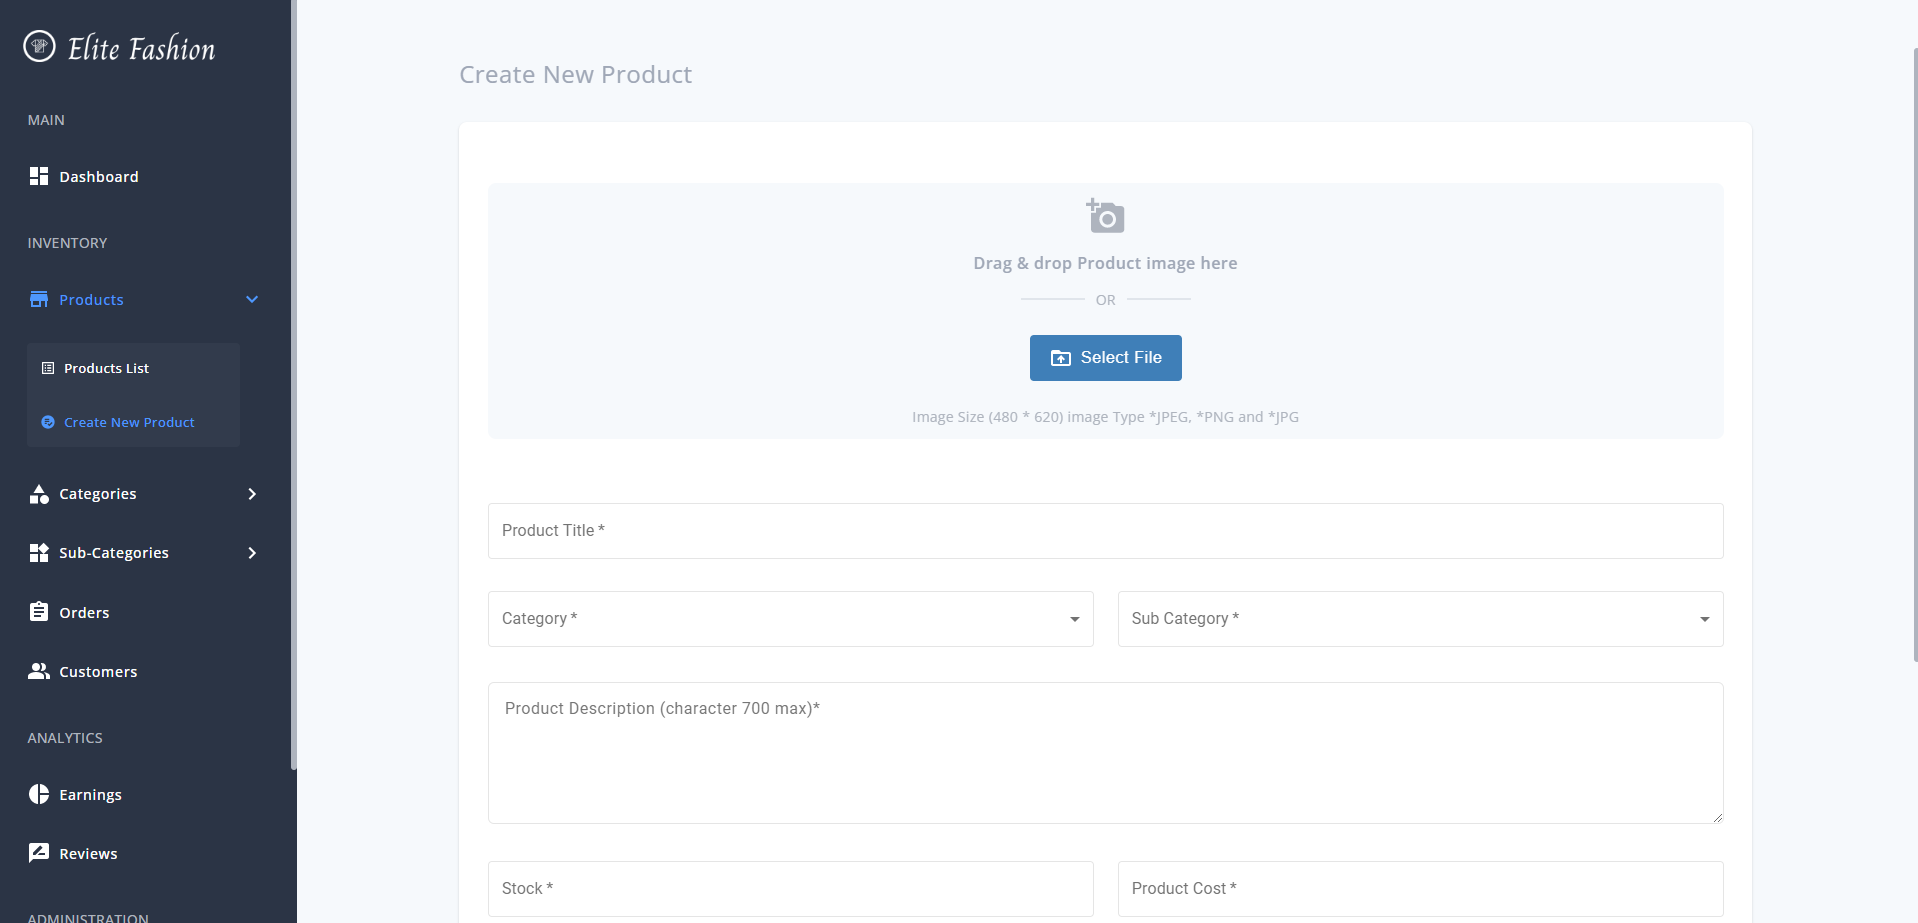 Elite Fashion
MAIN
Dashboard
INVENTORY
Products
Products List
Create New Product
Categories
Sub-Categories
Orders
Customers
ANALYTICS
Earnings
Reviews
ADMINISTRATION
Create New Product
Drag & drop Product image here
OR
Select File
Image Size (480 * 620) image Type *JPEG, *PNG and *JPG
Product Title *
Category *
Sub Category *
Product Description (character 700 max)*
Stock *
Product Cost *